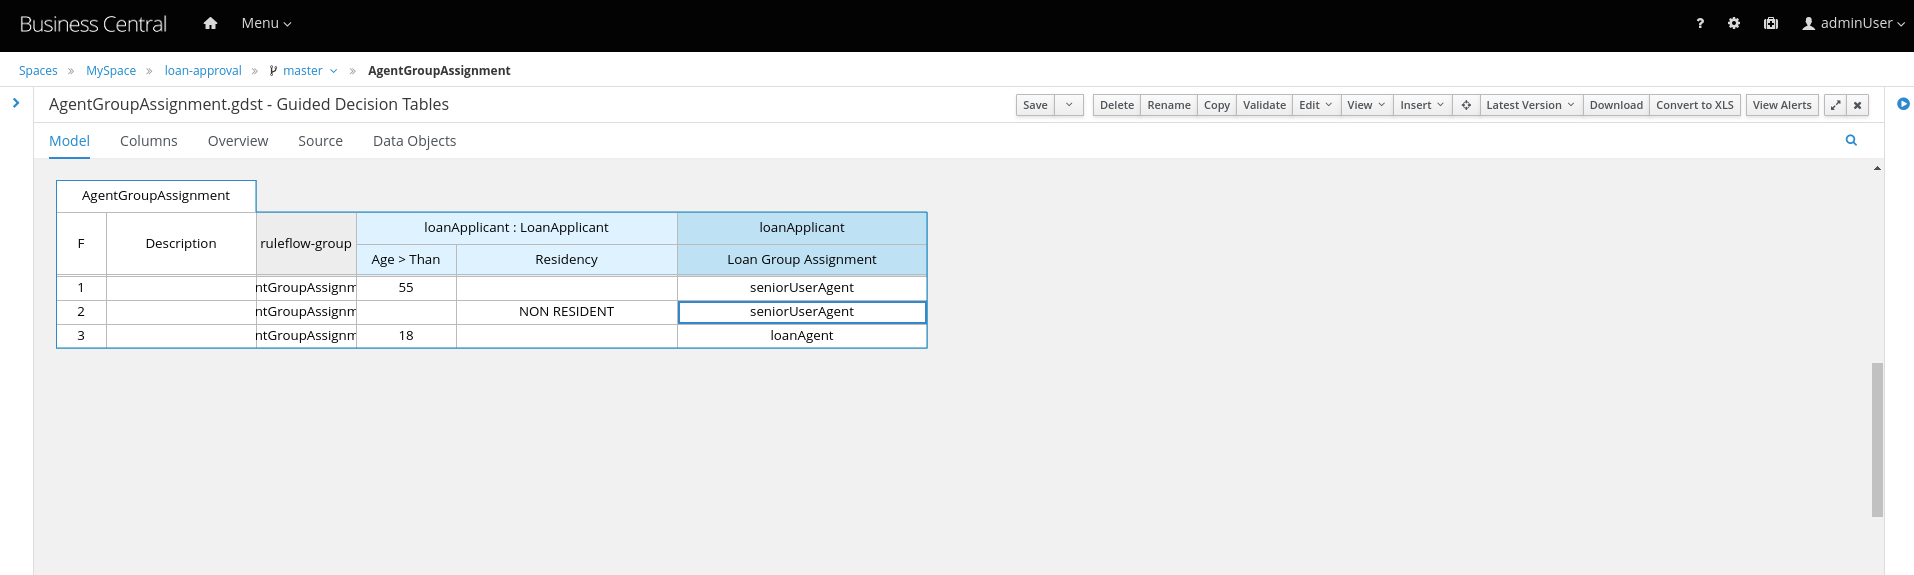 Business Central Menu ? adminUser
Spaces » MySpace » loan-approval » master » AgentGroupAssignment
AgentGroupAssignment.gdst - Guided Decision Tables Save Delete Rename Copy Validate Edit View Insert Latest Version Download Convert to XLS View Alerts
Model Columns Overview Source Data Objects
AgentGroupAssignment
loanApplicant : LoanApplicant loanApplicant
F Description ruleflow-group
Age > Than Residency Loan Group Assignment
1 ntGroupAssignm 55 seniorUserAgent
2 ntGroupAssignm NON RESIDENT seniorUserAgent
3 ntGroupAssignm 18 loanAgent